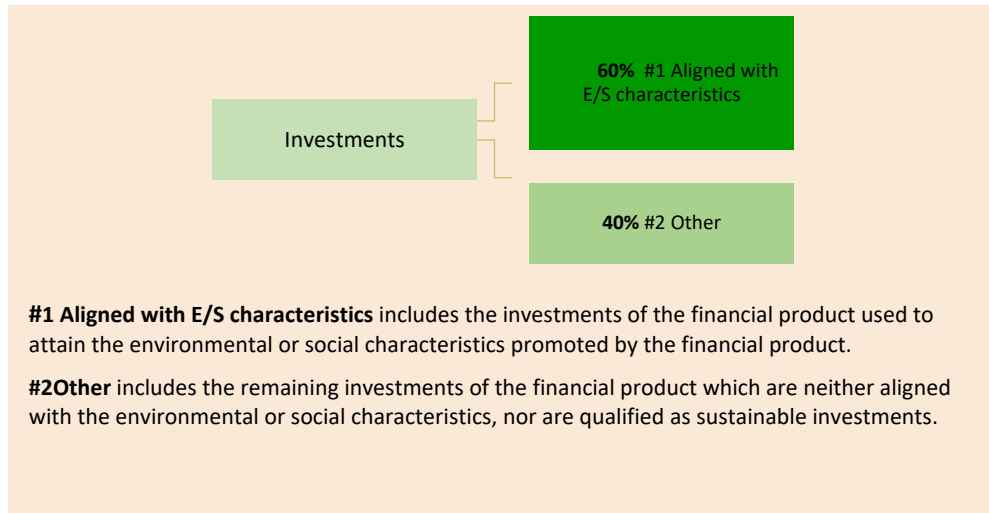 60% #1 Aligned with
E/S characteristics
Investments
40% #2 Other
#1 Aligned with E/S characteristics includes the investments of the financial product used to
attain the environmental or social characteristics promoted by the financial product.
#2Other includes the remaining investments of the financial product which are neither aligned
with the environmental or social characteristics, nor are qualified as sustainable investments.